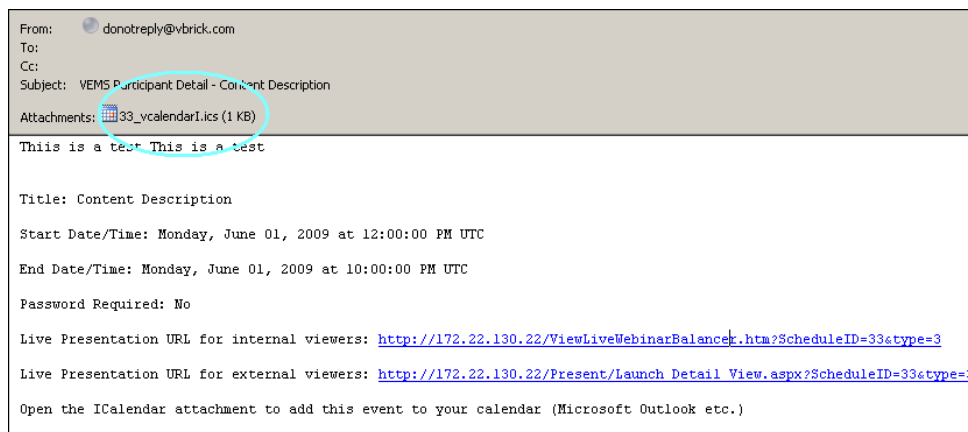 From: donotreply@vbrick.com
To:
Cc:
Subject: VEMS Participant Detail - Content Description
Attachments: 33_vcalendarI.ics (1 KB)
Thiis is a test This is a test
Title: Content Description
Start Date/Time: Monday, June 01, 2009 at 12:00:00 PM UTC
End Date/Time: Monday, June 01, 2009 at 10:00:00 PM UTC
Password Required: No
Live Presentation URL for internal viewers: http://172.22.130.22/ViewLiveWebinarBalancer.htm?ScheduleID=33&type=3
Live Presentation URL for external viewers: http://172.22.130.22/Present/Launch_Detail_View.aspx?ScheduleID=33&type=3
Open the ICalendar attachment to add this event to your calendar (Microsoft Outlook etc.)